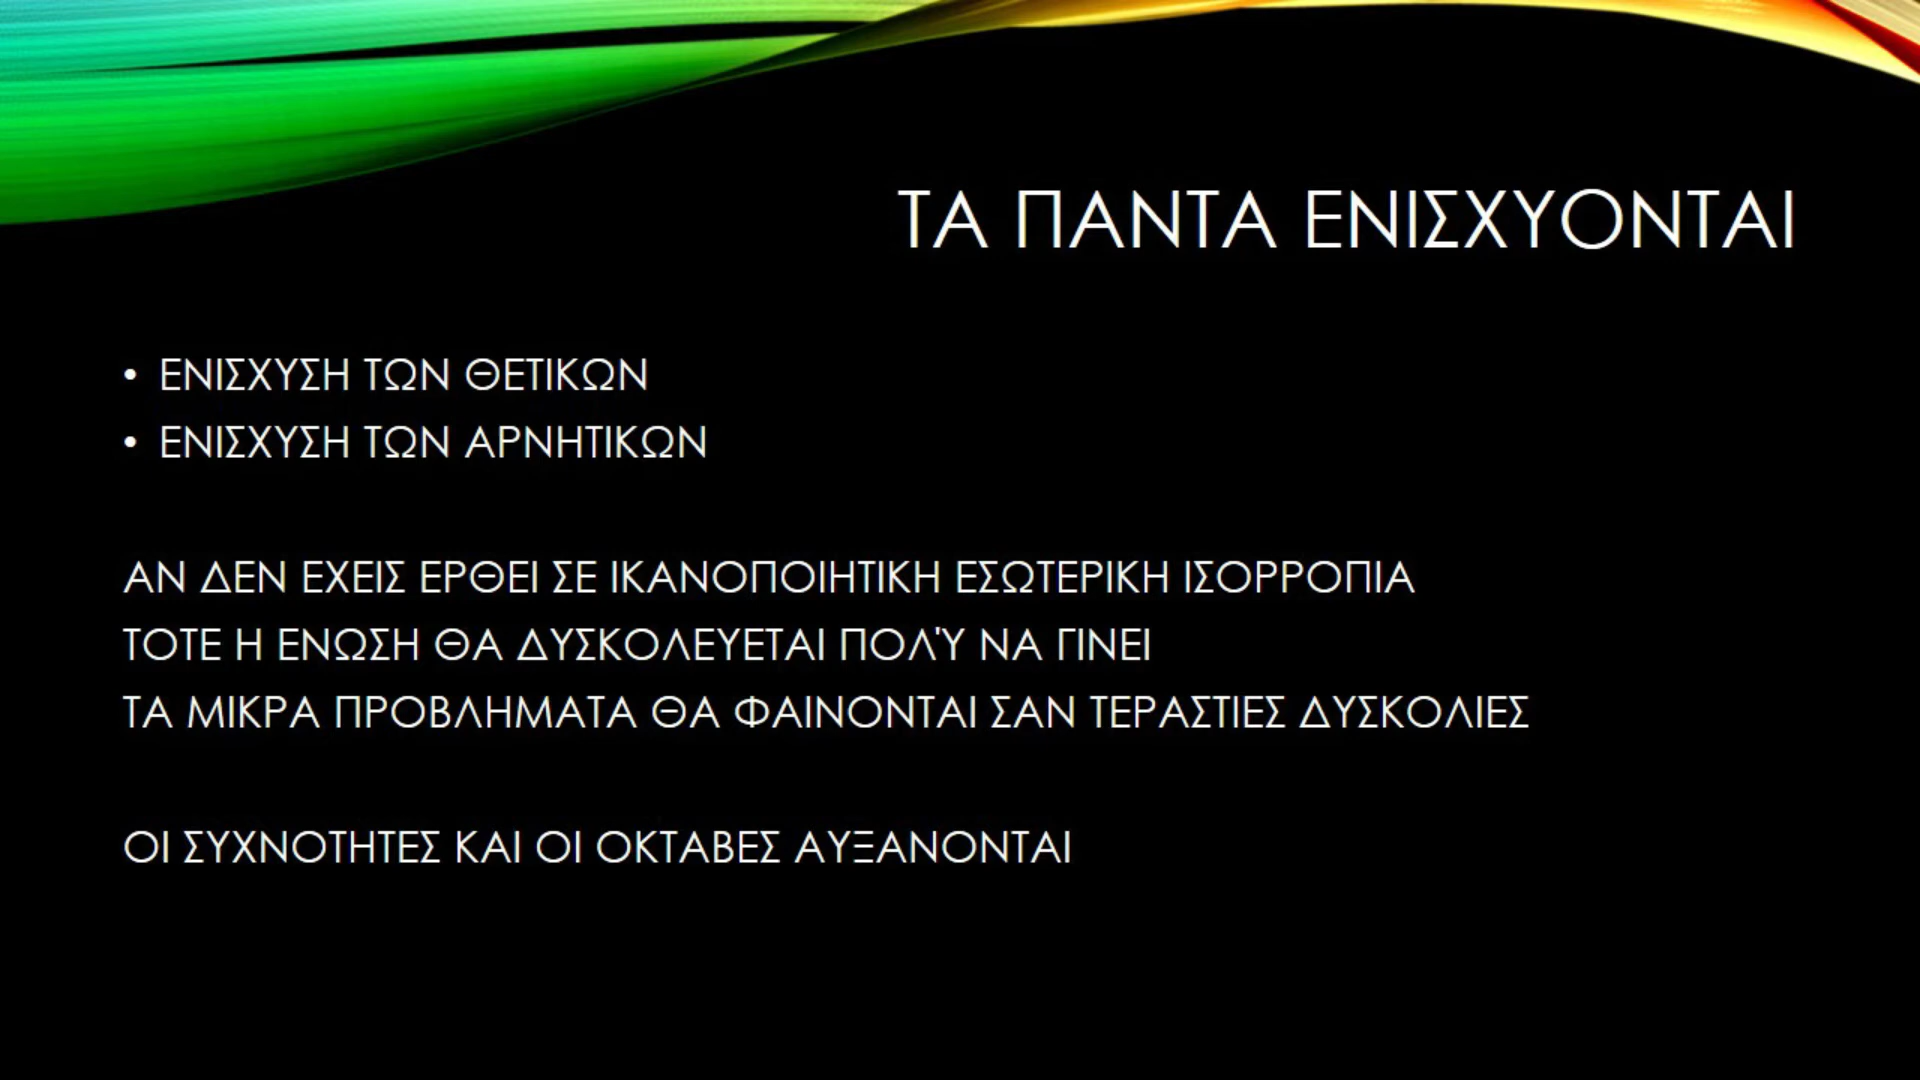 ΤΑ ΠΑΝΤΑ ΕΝΙΣΧΥΟΝΤΑΙ
• ΕΝΙΣΧΥΣΗ ΤΩΝ ΘΕΤΙΚΩΝ
• ΕΝΙΣΧΥΣΗ ΤΩΝ ΑΡΝΗΤΙΚΩΝ
ΑΝ ΔΕΝ ΕΧΕΙΣ ΕΡΘΕΙ ΣΕ ΙΚΑΝΟΠΟΙΗΤΙΚΗ ΕΣΩΤΕΡΙΚΗ ΙΣΟΡΡΟΠΙΑ
ΤΟΤΕ Η ΕΝΩΣΗ ΘΑ ΔΥΣΚΟΛΕΥΕΤΑΙ ΠΟΛΎ ΝΑ ΓΙΝΕΙ
ΤΑ ΜΙΚΡΑ ΠΡΟΒΛΗΜΑΤΑ ΘΑ ΦΑΙΝΟΝΤΑΙ ΣΑΝ ΤΕΡΑΣΤΙΕΣ ΔΥΣΚΟΛΙΕΣ
ΟΙ ΣΥΧΝΟΤΗΤΕΣ ΚΑΙ ΟΙ ΟΚΤΑΒΕΣ ΑΥΞΑΝΟΝΤΑΙ